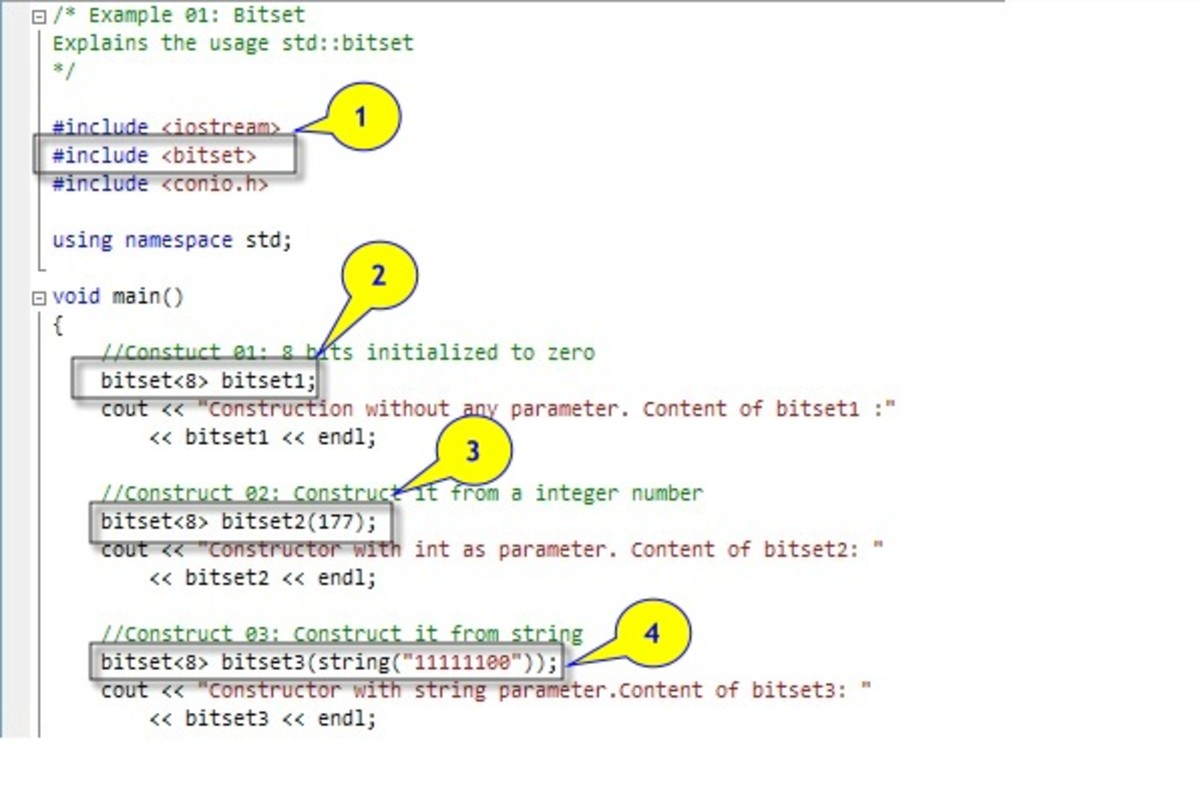 /* Example 01: Bitset
Explains the usage std::bitset
*/
#include <iostream>
1
#include <bitset>
#include <conio.h>
using namespace std;
2
void main()
{
//Constuct 01: 8 bits initialized to zero
bitset<8> bitset1;
cout << "Construction without any parameter. Content of bitset1 :"
<< bitset1 << endl;
3
//Construct 02: Construct it from a integer number
bitset<8> bitset2(177);
cout << "Constructor with int as parameter. Content of bitset2: "
<< bitset2 << endl;
//Construct 03: Construct it from string
4
bitset<8> bitset3(string("11111100"));
cout << "Constructor with string parameter.Content of bitset3: "
<< bitset3 << endl;